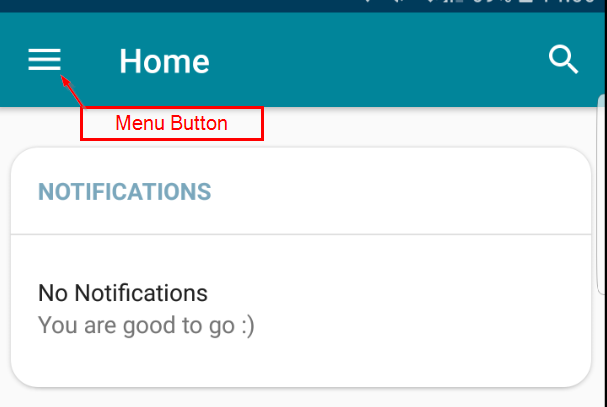 Home
Menu Button
NOTIFICATIONS
No Notifications
You are good to go :)